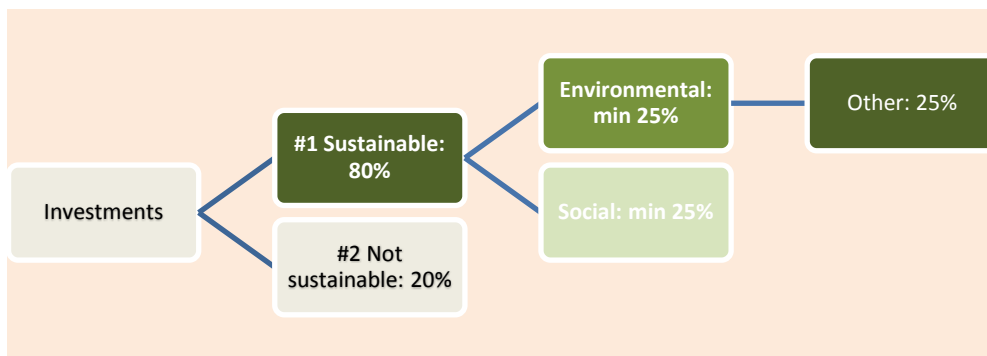 Investments
#1 Sustainable:
80%
#2 Not
sustainable: 20%
Environmental:
min 25%
Social: min 25%
Other: 25%